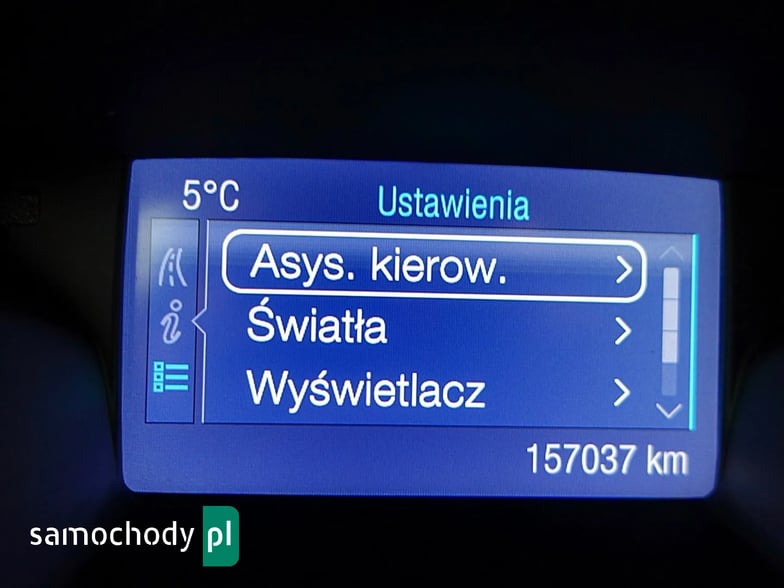 5°C
Ustawienia
Asys. kierow.
Światła
Wyświetlacz
157037 km
samochody pl